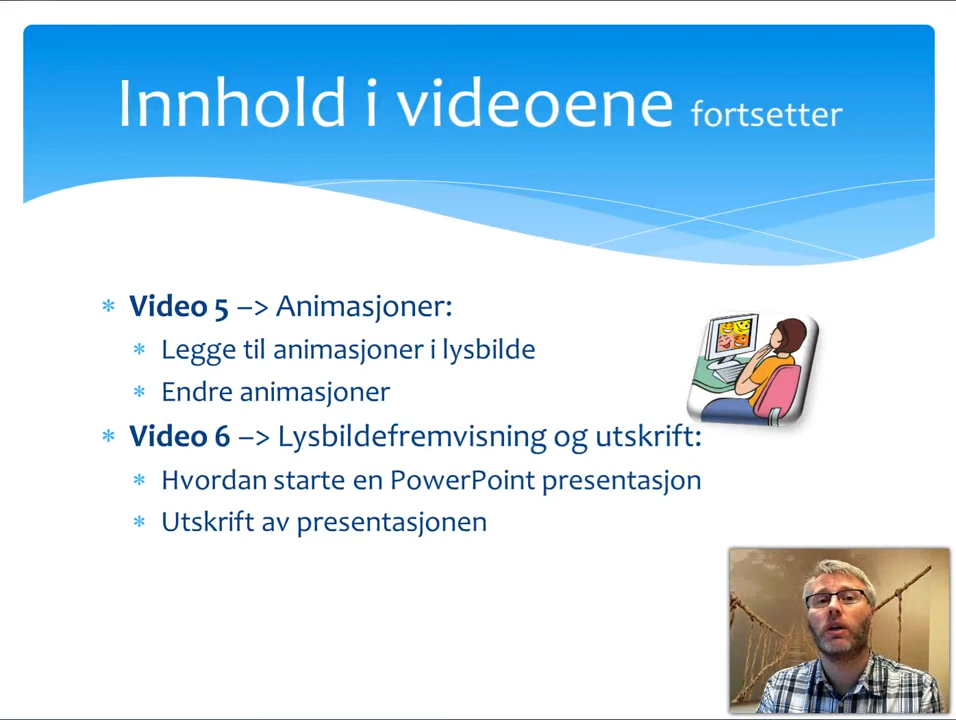 Innhold i videoene fortsetter
Video 5 –> Animasjoner:
Legge til animasjoner i lysbilde
Endre animasjoner
Video 6 –> Lysbildefremvisning og utskrift:
Hvordan starte en PowerPoint presentasjon
Utskrift av presentasjonen